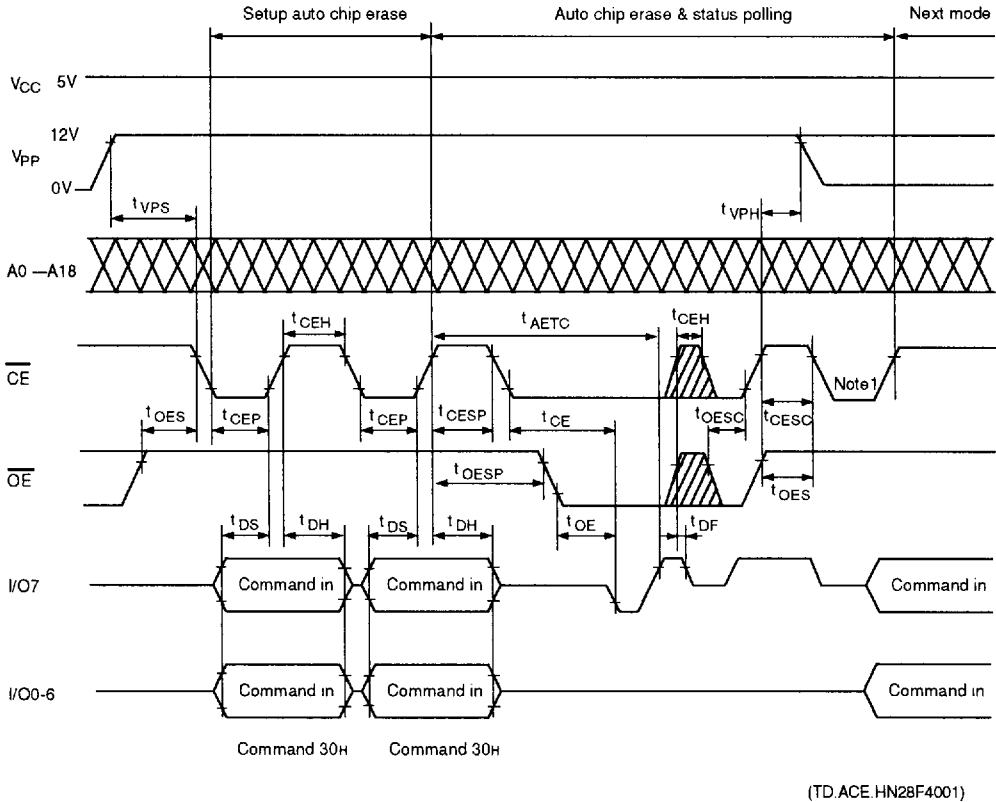 Setup auto chip erase
Auto chip erase & status polling
Next mode
VCC 5V
12V
VPP
0V
tVPS
tVPH
A0 —A18
tCEH
tAETC
tCEH
CE
Note1
tOES
tCEP
tCEP
tCESP
tCE
tOESC
tCESC
OE
tOESP
tOES
tDS
tDH
tDS
tDH
tOE
tDF
I/O7
Command in
Command in
Command in
I/O0-6
Command in
Command in
Command in
Command 30H
Command 30H
(TD.ACE.HN28F4001)